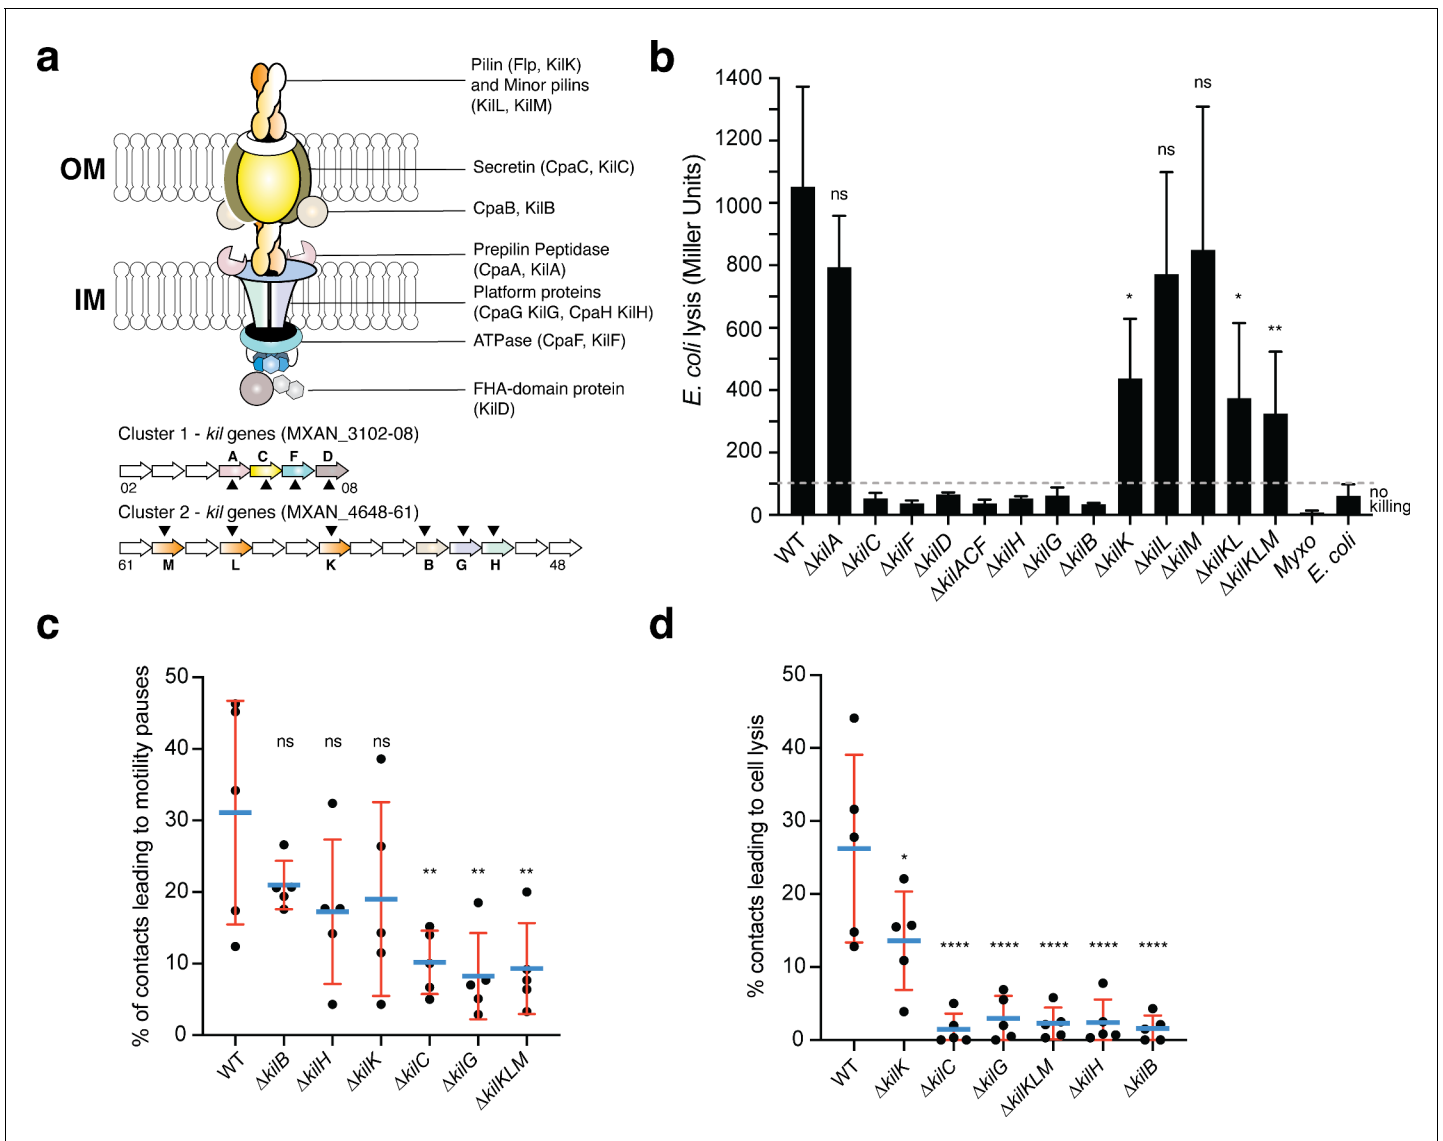 a
Pilin (Flp, KilK)
and Minor pilins
(KilL, KilM)
OM
Secretin (CpaC, KilC)
CpaB, KilB
Prepilin Peptidase
(CpaA, KilA)
IM
Platform proteins
(CpaG KilG, CpaH KilH)
ATPase (CpaF, KilF)
FHA-domain protein
(KilD)
Cluster 1 - kil genes (MXAN_3102-08)
A C F D
02 08
Cluster 2 - kil genes (MXAN_4648-61)
61 M L K B G H 48
b
E. coli lysis (Miller Units)
1400
1200
1000
800
600
400
200
0
ns
ns
ns
*
*
**
no
killing
WT
ΔkilA
ΔkilC
ΔkilF
ΔkilD
ΔkilACF
ΔkilH
ΔkilG
ΔkilB
ΔkilK
ΔkilL
ΔkilM
ΔkilKL
ΔkilKLM
Myxo
E. coli
c
% of contacts leading to motility pauses
50
40
30
20
10
0
ns ns ns ** ** **
WT
ΔkilB
ΔkilH
ΔkilK
ΔkilC
ΔkilG
ΔkilKLM
d
% contacts leading to cell lysis
50
40
30
20
10
0
* **** **** **** **** ****
WT
ΔkilK
ΔkilC
ΔkilG
ΔkilKLM
ΔkilH
ΔkilB